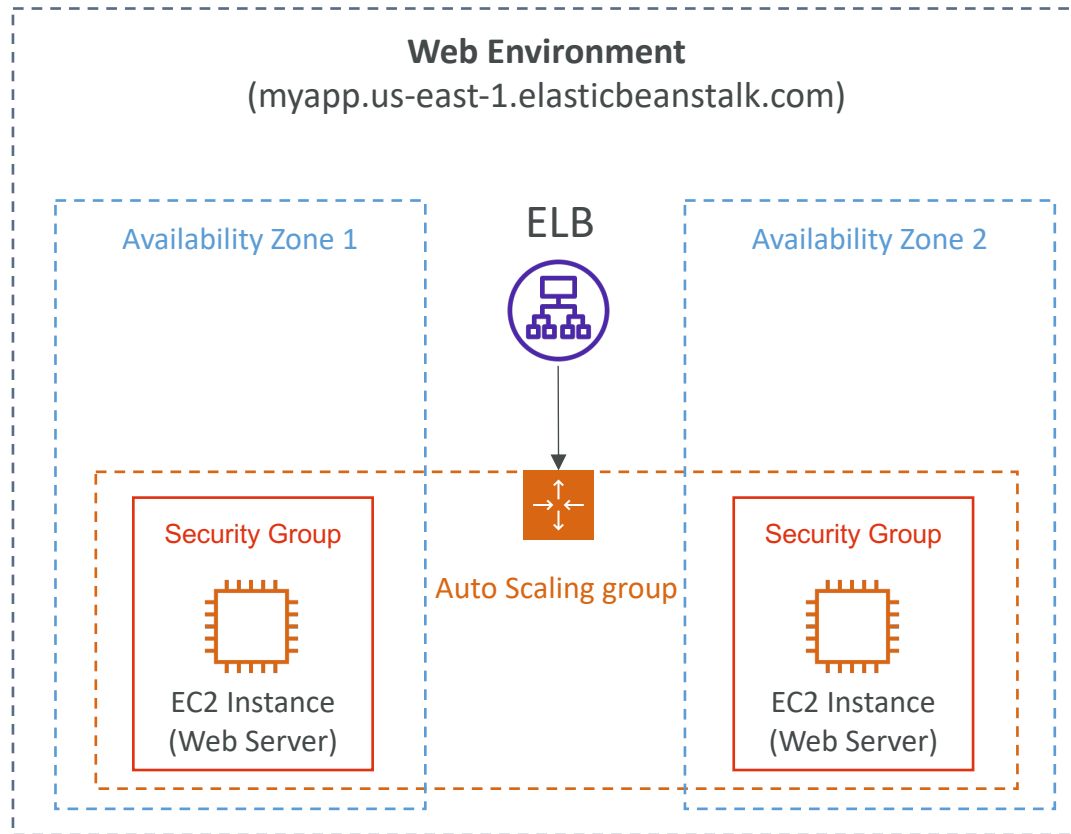 Web Environment
(myapp.us-east-1.elasticbeanstalk.com)
Availability Zone 1
ELB
Availability Zone 2
Security Group
Security Group
Auto Scaling group
EC2 Instance
(Web Server)
EC2 Instance
(Web Server)